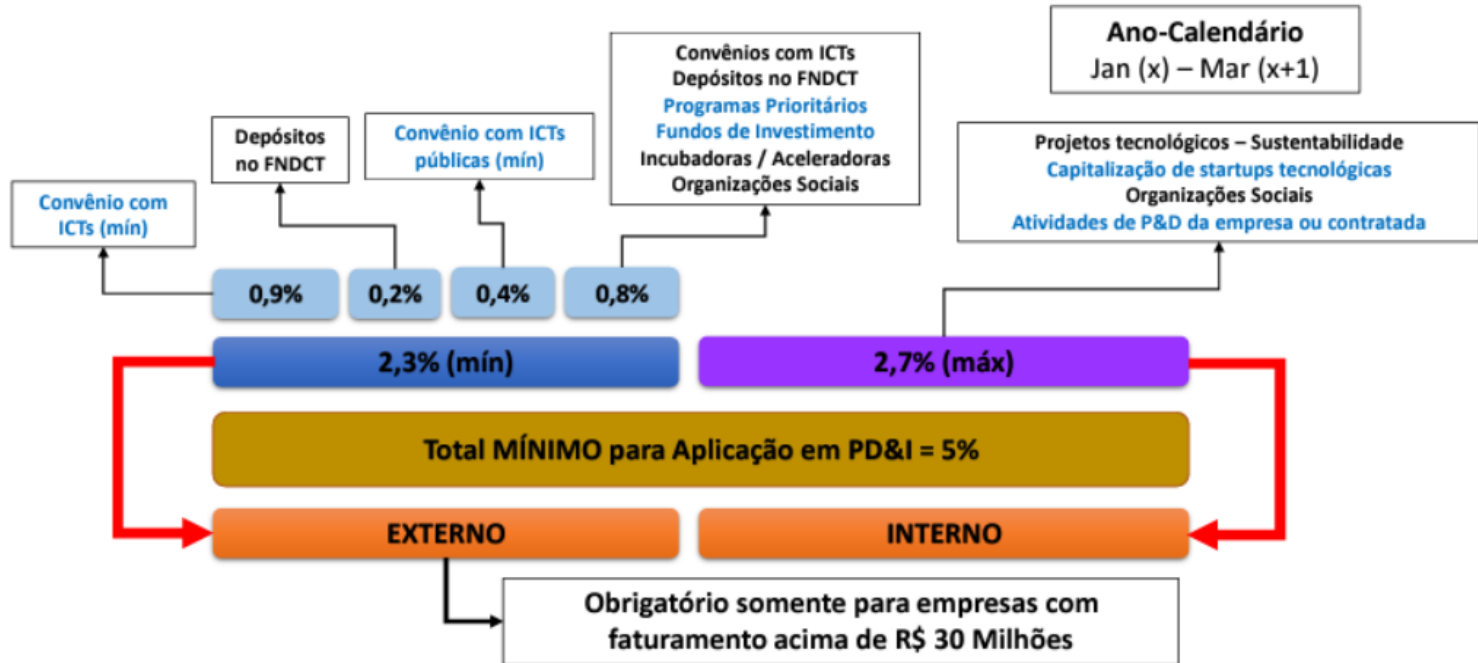 Ano-Calendário
Jan (x) – Mar (x+1)
Convênios com ICTs
Depósitos no FNDCT
Programas Prioritários
Fundos de Investimento
Incubadoras / Aceleradoras
Organizações Sociais
Convênio com
ICTs (mín)
Depósitos
no FNDCT
Convênio com ICTs
públicas (mín)
Projetos tecnológicos – Sustentabilidade
Capitalização de startups tecnológicas
Organizações Sociais
Atividades de P&D da empresa ou contratada
0,9%
0,2%
0,4%
0,8%
2,3% (mín)
2,7% (máx)
Total MÍNIMO para Aplicação em PD&I = 5%
EXTERNO
INTERNO
Obrigatório somente para empresas com
faturamento acima de R$ 30 Milhões